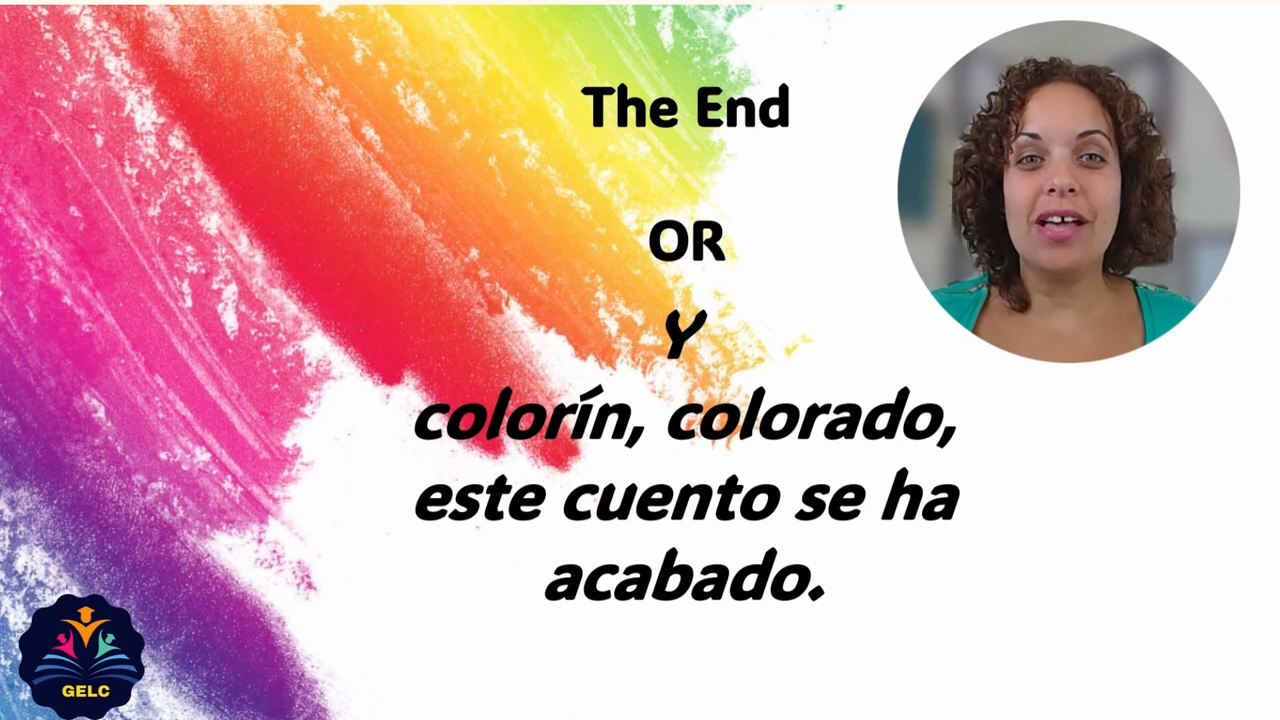 The End
OR
Y
colorín, colorado,
este cuento se ha
acabado.
GELC